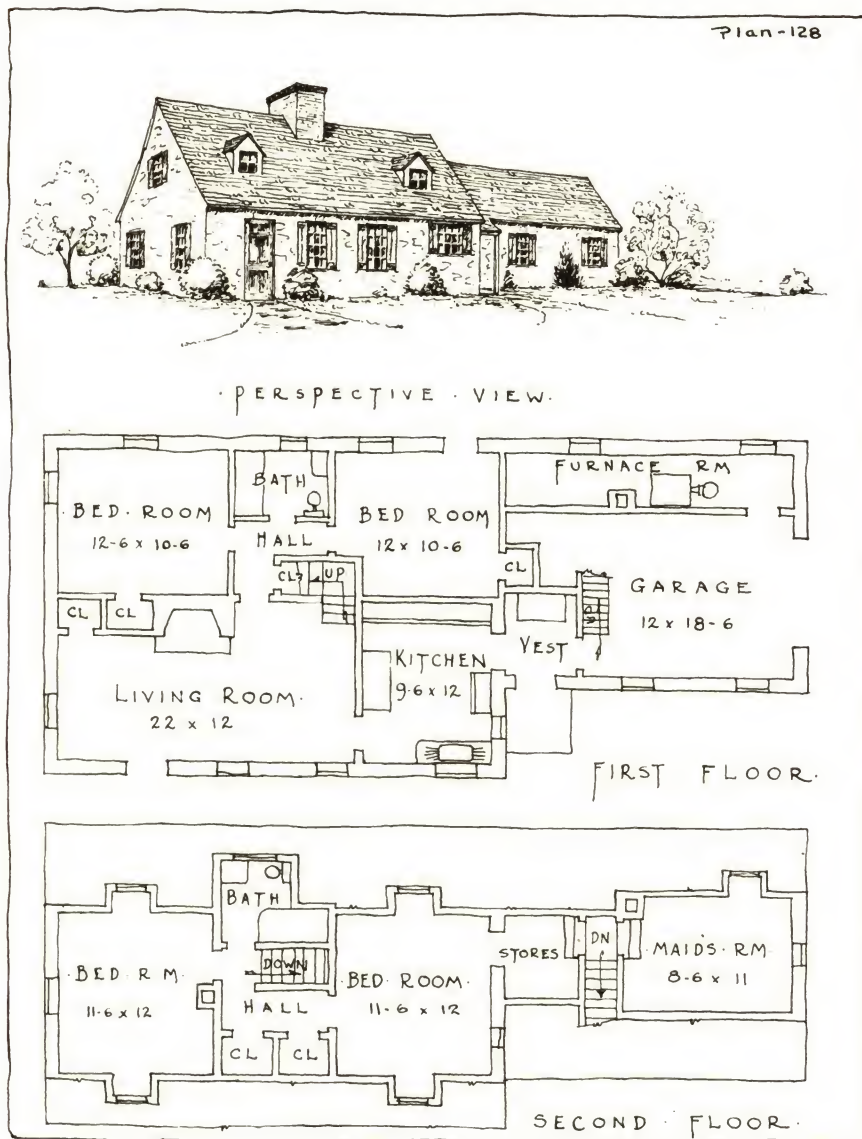 Plan-128
· PERSPECTIVE · VIEW.
BED · ROOM
12-6 x 10-6
BATH
HALL
BED ROOM
12 x 10-6
FURNACE RM
CL
CL
CL
UP
CL
GARAGE
12 x 18-6
VEST
KITCHEN
9-6 x 12
LIVING ROOM ·
22 x 12
FIRST FLOOR ·
BATH
DOWN
HALL
BED RM.
11-6 x 12
CL
CL
BED ROOM.
11-6 x 12
STORES
DN
MAID'S · RM
8-6 x 11
SECOND · FLOOR ·